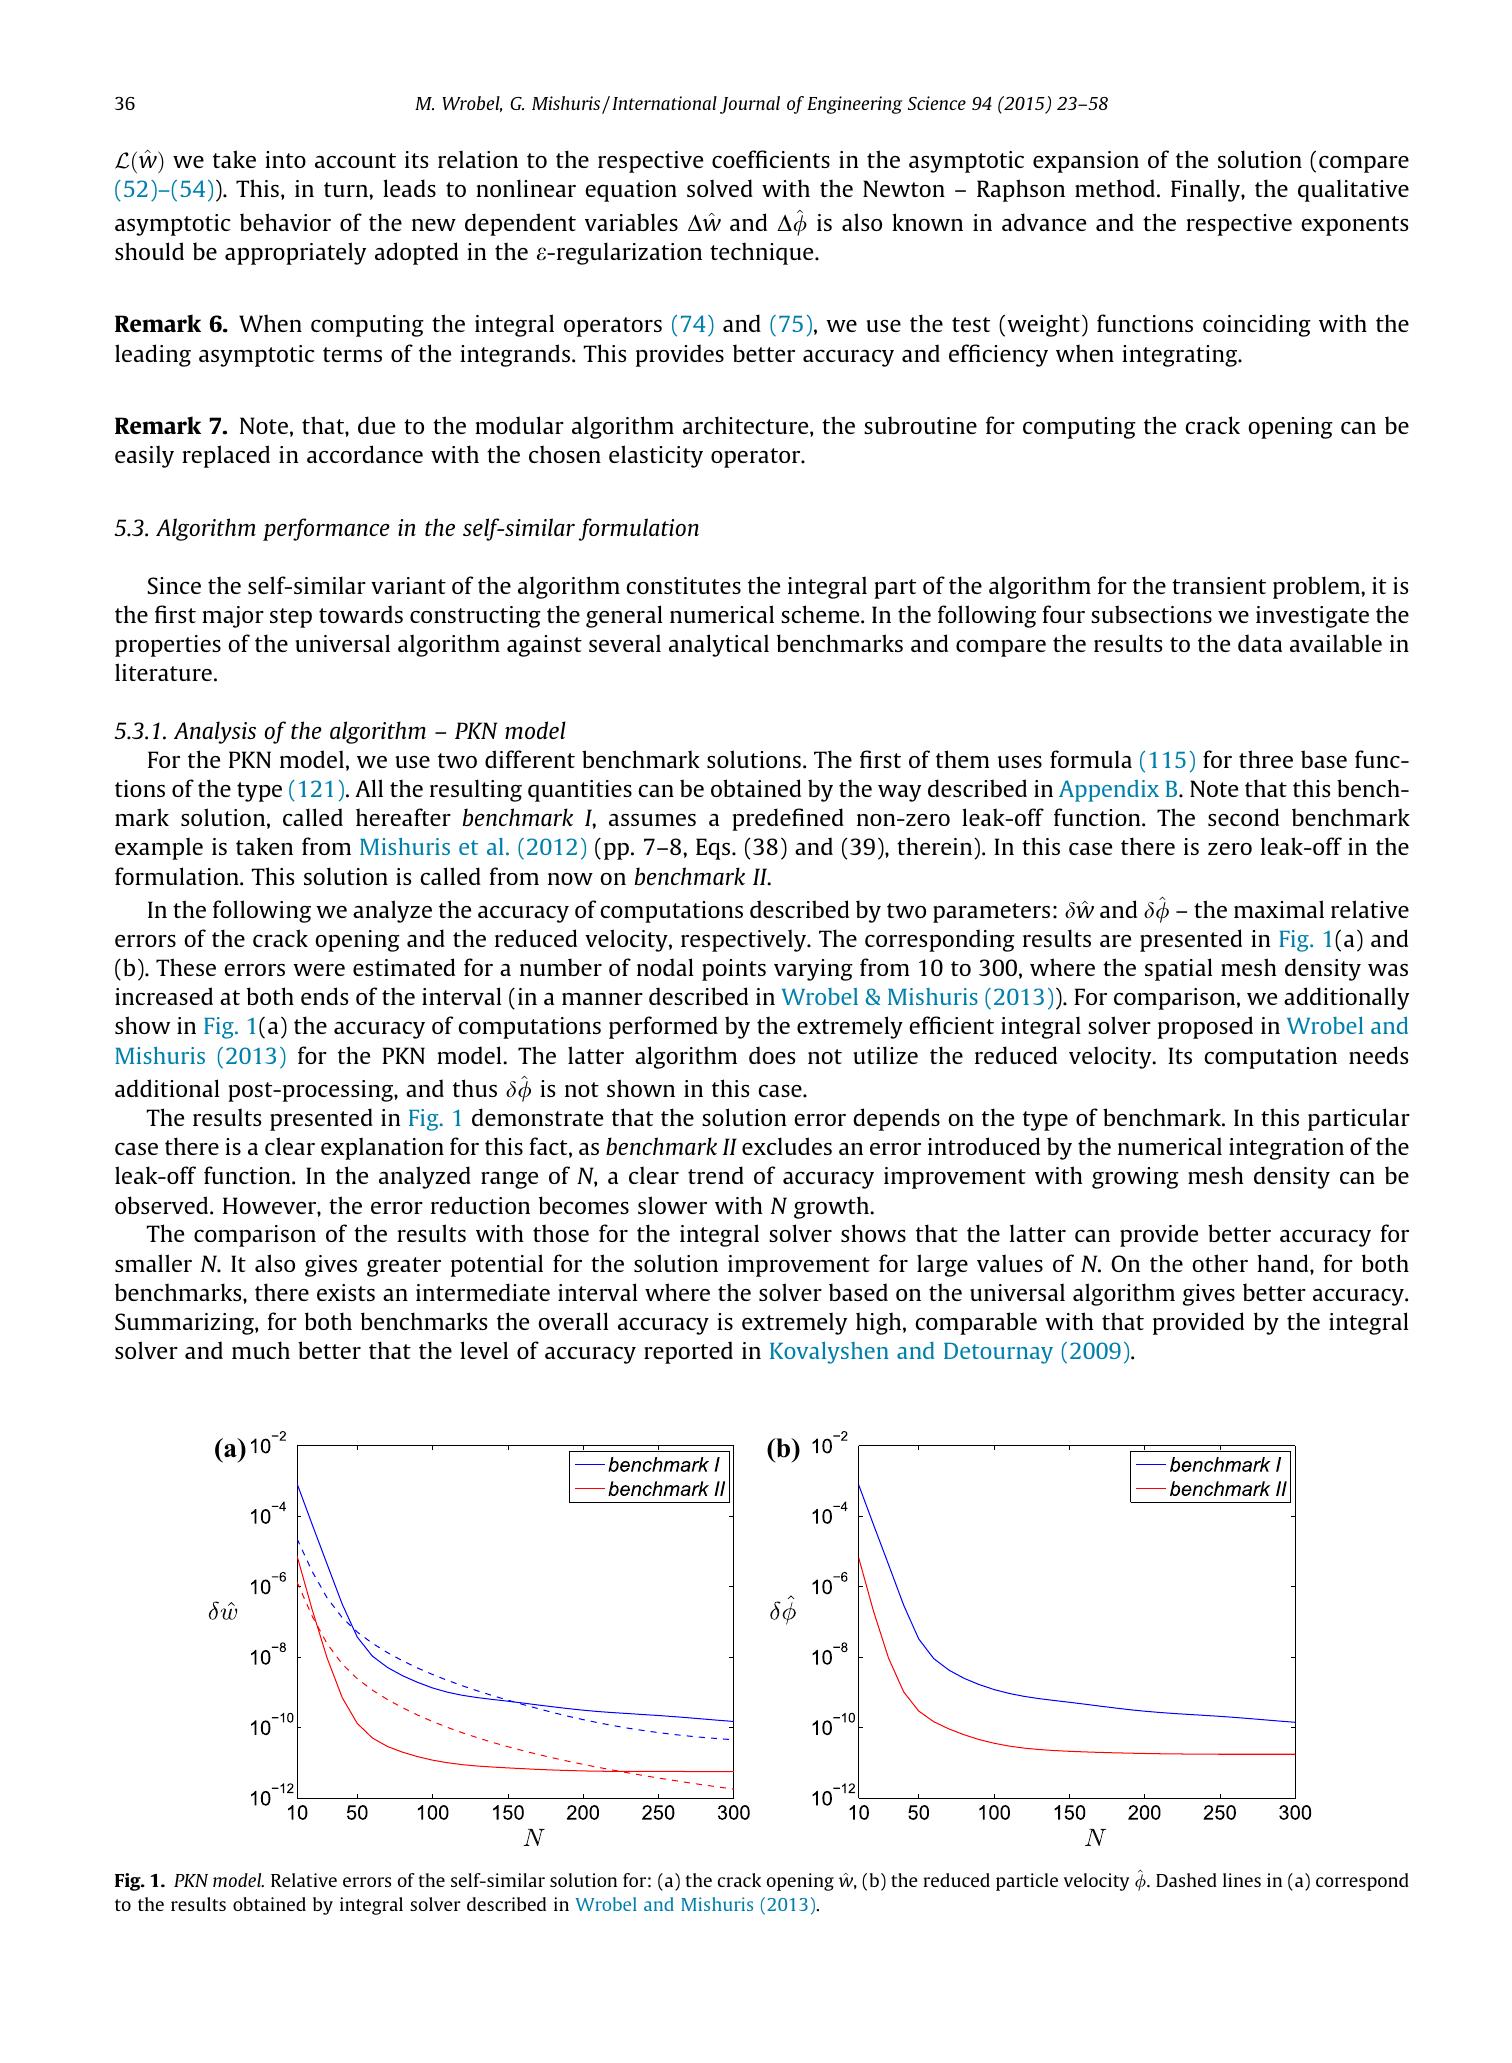 36
M. Wrobel, G. Mishuris / International Journal of Engineering Science 94 (2015) 23–58
ℒ(ŵ) we take into account its relation to the respective coefficients in the asymptotic expansion of the solution (compare
(52)–(54)). This, in turn, leads to nonlinear equation solved with the Newton – Raphson method. Finally, the qualitative
asymptotic behavior of the new dependent variables Δŵ and Δϕ̂ is also known in advance and the respective exponents
should be appropriately adopted in the ε-regularization technique.
Remark 6. When computing the integral operators (74) and (75), we use the test (weight) functions coinciding with the
leading asymptotic terms of the integrands. This provides better accuracy and efficiency when integrating.
Remark 7. Note, that, due to the modular algorithm architecture, the subroutine for computing the crack opening can be
easily replaced in accordance with the chosen elasticity operator.
5.3. Algorithm performance in the self-similar formulation
Since the self-similar variant of the algorithm constitutes the integral part of the algorithm for the transient problem, it is
the first major step towards constructing the general numerical scheme. In the following four subsections we investigate the
properties of the universal algorithm against several analytical benchmarks and compare the results to the data available in
literature.
5.3.1. Analysis of the algorithm – PKN model
For the PKN model, we use two different benchmark solutions. The first of them uses formula (115) for three base func-
tions of the type (121). All the resulting quantities can be obtained by the way described in Appendix B. Note that this bench-
mark solution, called hereafter benchmark I, assumes a predefined non-zero leak-off function. The second benchmark
example is taken from Mishuris et al. (2012) (pp. 7–8, Eqs. (38) and (39), therein). In this case there is zero leak-off in the
formulation. This solution is called from now on benchmark II.
In the following we analyze the accuracy of computations described by two parameters: δŵ and δϕ̂ – the maximal relative
errors of the crack opening and the reduced velocity, respectively. The corresponding results are presented in Fig. 1(a) and
(b). These errors were estimated for a number of nodal points varying from 10 to 300, where the spatial mesh density was
increased at both ends of the interval (in a manner described in Wrobel & Mishuris (2013)). For comparison, we additionally
show in Fig. 1(a) the accuracy of computations performed by the extremely efficient integral solver proposed in Wrobel and
Mishuris (2013) for the PKN model. The latter algorithm does not utilize the reduced velocity. Its computation needs
additional post-processing, and thus δϕ̂ is not shown in this case.
The results presented in Fig. 1 demonstrate that the solution error depends on the type of benchmark. In this particular
case there is a clear explanation for this fact, as benchmark II excludes an error introduced by the numerical integration of the
leak-off function. In the analyzed range of N, a clear trend of accuracy improvement with growing mesh density can be
observed. However, the error reduction becomes slower with N growth.
The comparison of the results with those for the integral solver shows that the latter can provide better accuracy for
smaller N. It also gives greater potential for the solution improvement for large values of N. On the other hand, for both
benchmarks, there exists an intermediate interval where the solver based on the universal algorithm gives better accuracy.
Summarizing, for both benchmarks the overall accuracy is extremely high, comparable with that provided by the integral
solver and much better that the level of accuracy reported in Kovalyshen and Detournay (2009).
(a)
10⁻²
10⁻⁴
10⁻⁶
10⁻⁸
10⁻¹⁰
10⁻¹²
δŵ
benchmark I
benchmark II
10 50 100 150 200 250 300
N
(b)
10⁻²
10⁻⁴
10⁻⁶
10⁻⁸
10⁻¹⁰
10⁻¹²
δϕ̂
benchmark I
benchmark II
10 50 100 150 200 250 300
N
Fig. 1. PKN model. Relative errors of the self-similar solution for: (a) the crack opening ŵ, (b) the reduced particle velocity ϕ̂. Dashed lines in (a) correspond
to the results obtained by integral solver described in Wrobel and Mishuris (2013).